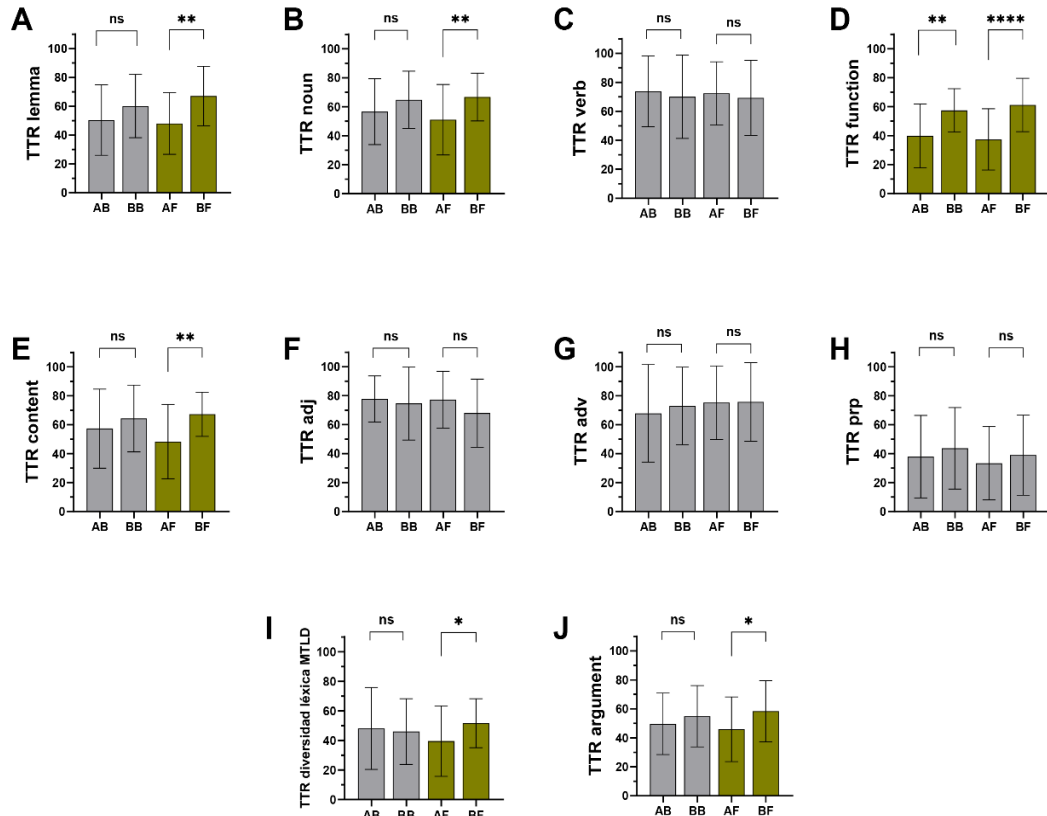 A
ns
**
TTR lemma
100
80
60
40
20
0
AB BB AF BF
B
ns
**
TTR noun
100
80
60
40
20
0
AB BB AF BF
C
ns
ns
TTR verb
100
80
60
40
20
0
AB BB AF BF
D
**
****
TTR function
100
80
60
40
20
0
AB BB AF BF
E
ns
**
TTR content
100
80
60
40
20
0
AB BB AF BF
F
ns
ns
TTR adj
100
80
60
40
20
0
AB BB AF BF
G
ns
ns
TTR adv
100
80
60
40
20
0
AB BB AF BF
H
ns
ns
TTR prp
100
80
60
40
20
0
AB BB AF BF
I
ns
*
TTR diversidad léxica MTLD
100
80
60
40
20
0
AB BB AF BF
J
ns
*
TTR argument
100
80
60
40
20
0
AB BB AF BF